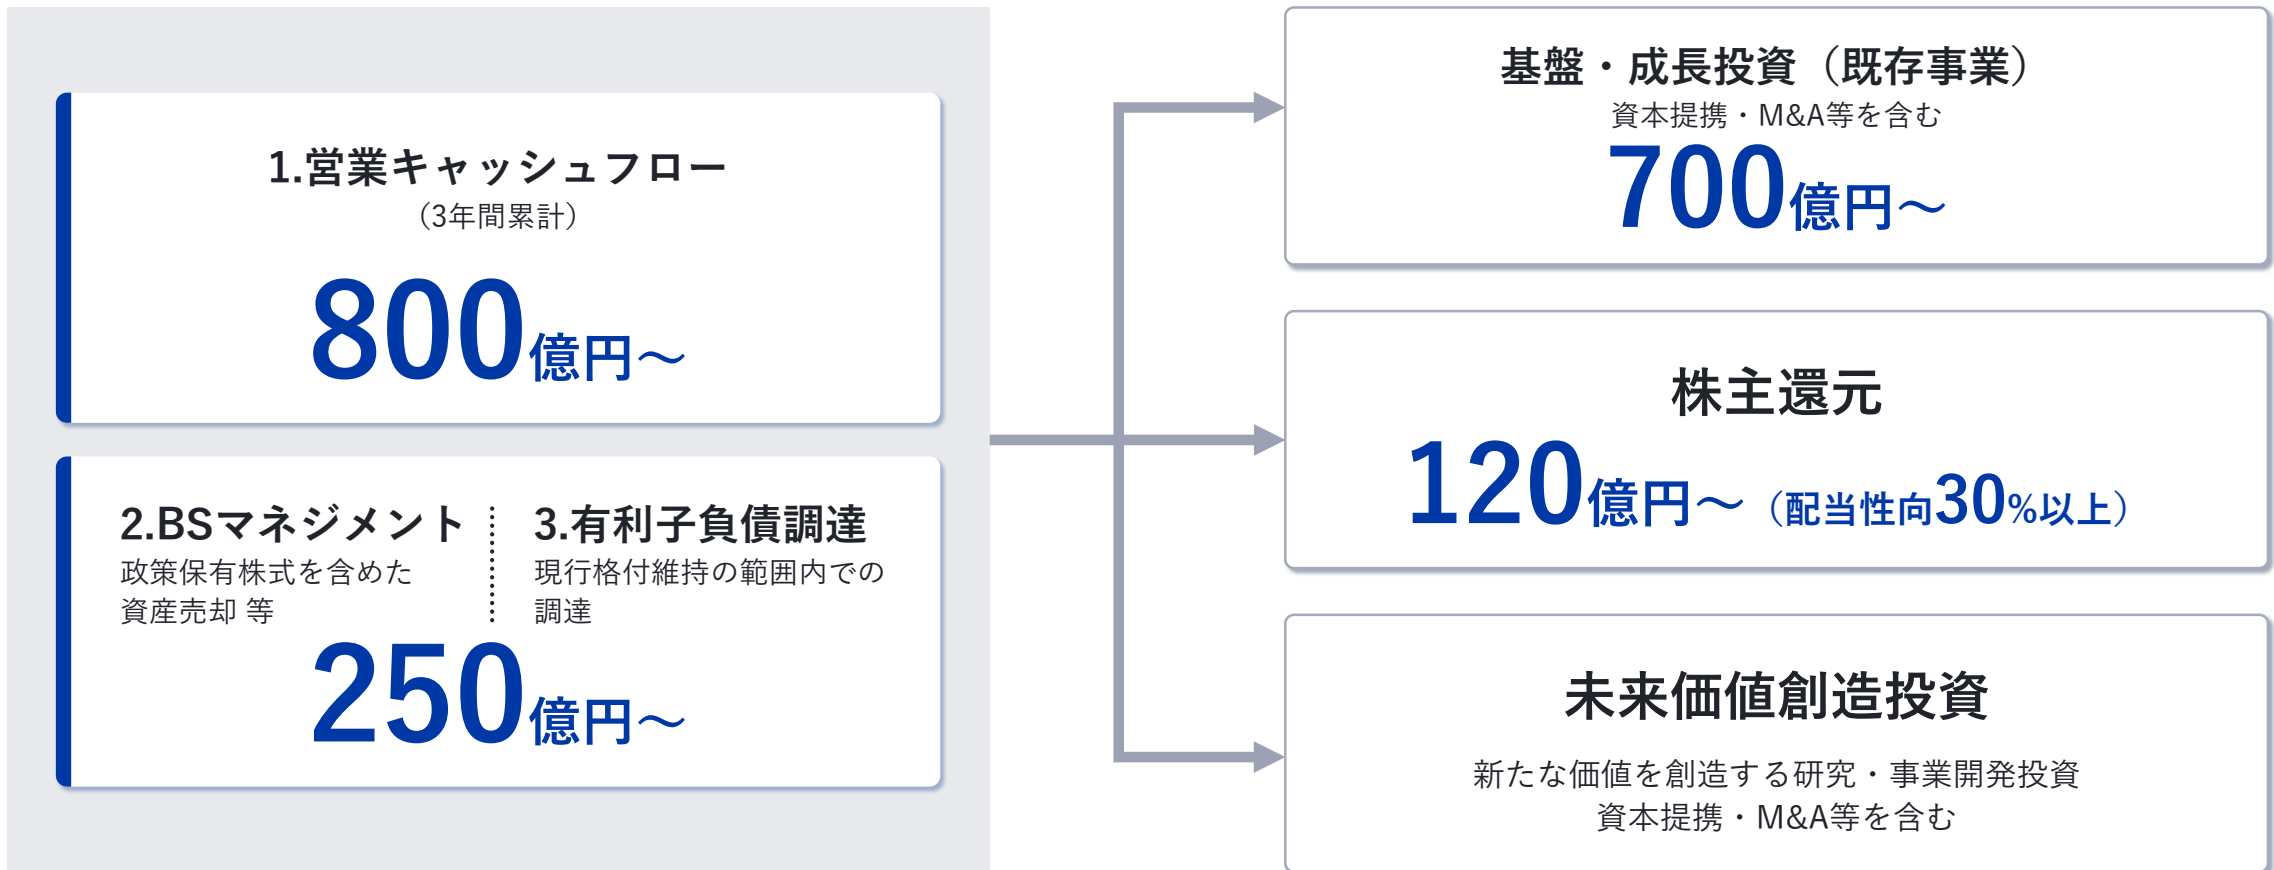 1.営業キャッシュフロー
（3年間累計）
800億円～
2.BSマネジメント
政策保有株式を含めた
資産売却 等
3.有利子負債調達
現行格付維持の範囲内での
調達
250億円～
基盤・成長投資（既存事業）
資本提携・M&A等を含む
700億円～
株主還元
120億円～（配当性向30%以上）
未来価値創造投資
新たな価値を創造する研究・事業開発投資
資本提携・M&A等を含む